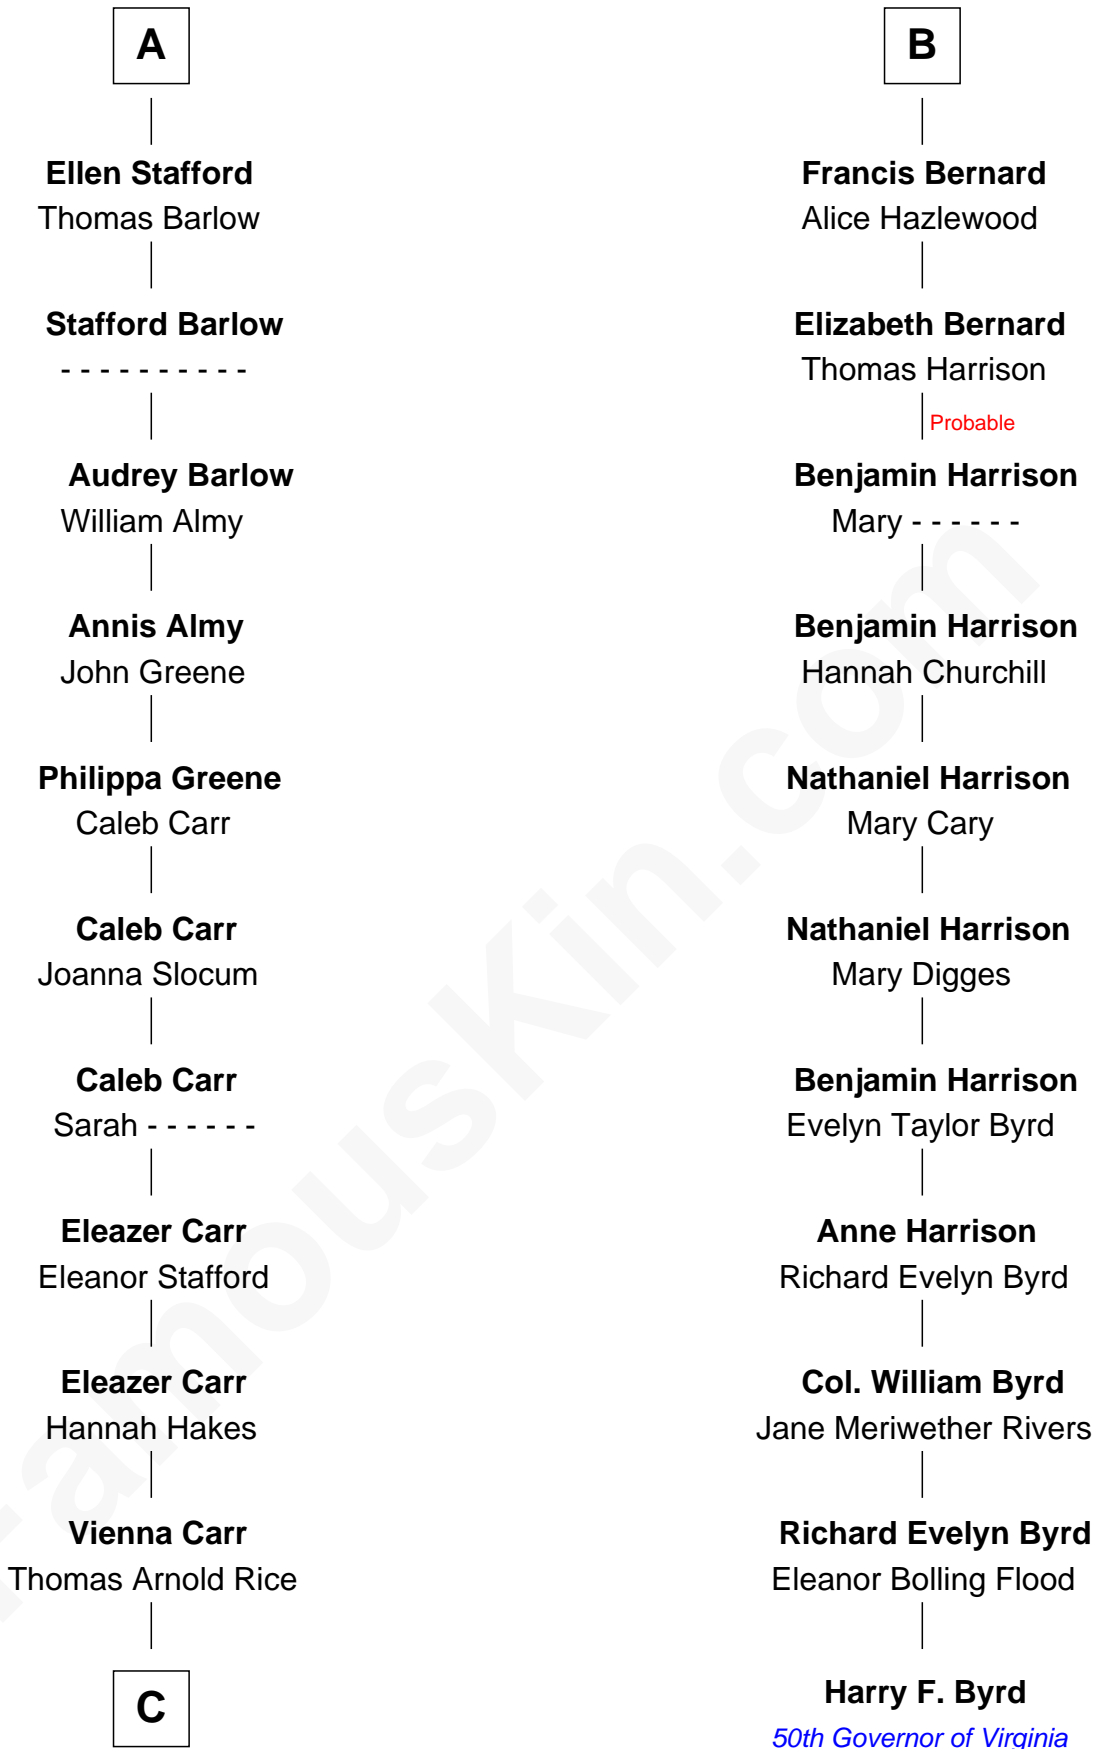 A
Ellen Stafford
Thomas Barlow
Stafford Barlow
- - - - - - - - - -
Audrey Barlow
William Almy
Annis Almy
John Greene
Philippa Greene
Caleb Carr
Caleb Carr
Joanna Slocum
Caleb Carr
Sarah - - - - - -
Eleazer Carr
Eleanor Stafford
Eleazer Carr
Hannah Hakes
Vienna Carr
Thomas Arnold Rice
C
B
Francis Bernard
Alice Hazlewood
Elizabeth Bernard
Thomas Harrison
Probable
Benjamin Harrison
Mary - - - - - -
Benjamin Harrison
Hannah Churchill
Nathaniel Harrison
Mary Cary
Nathaniel Harrison
Mary Digges
Benjamin Harrison
Evelyn Taylor Byrd
Anne Harrison
Richard Evelyn Byrd
Col. William Byrd
Jane Meriwether Rivers
Richard Evelyn Byrd
Eleanor Bolling Flood
Harry F. Byrd
50th Governor of Virginia
FamousKin.com